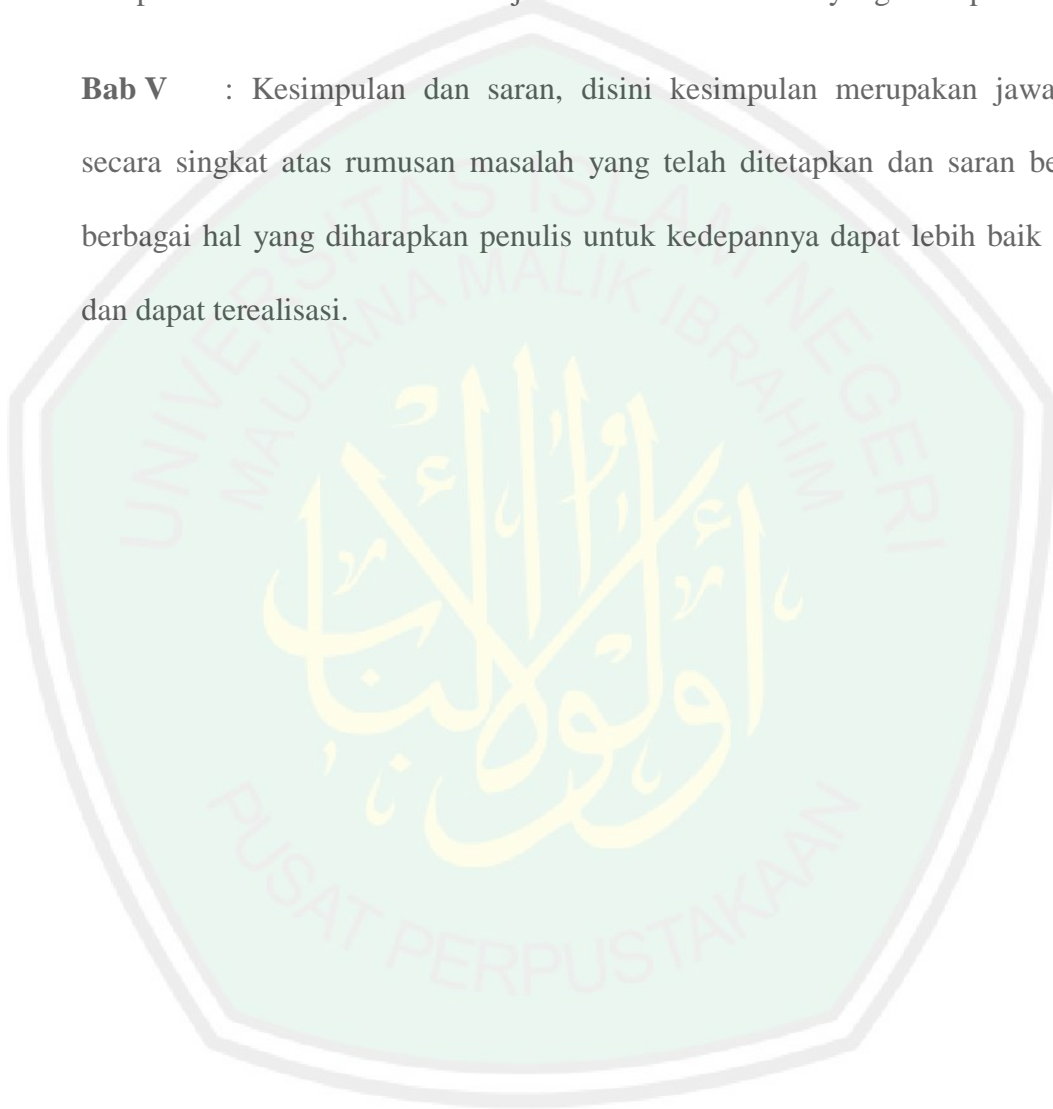 Bab V : Kesimpulan dan saran, disini kesimpulan merupakan jawa
secara singkat atas rumusan masalah yang telah ditetapkan dan saran be
berbagai hal yang diharapkan penulis untuk kedepannya dapat lebih baik
dan dapat terealisasi.
UNIVERSITAS ISLAM NEGERI
MAULANA MALIK IBRAHIM
أولو الألباب
PUSAT PERPUSTAKAAN